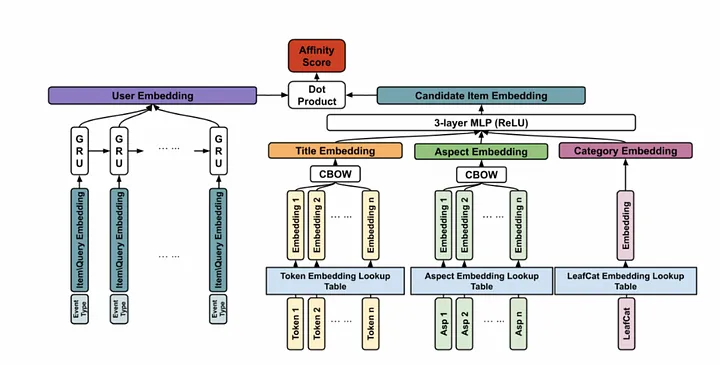 Affinity
Score
User Embedding
Dot
Product
Candidate Item Embedding
3-layer MLP (ReLU)
G
R
U
G
R
U
... ...
G
R
U
Title Embedding
Aspect Embedding
Category Embedding
CBOW
CBOW
Item\Query Embedding
Item\Query Embedding
... ...
Item\Query Embedding
Embedding 1
Embedding 2
... ...
Embedding n
Embedding 1
Embedding 2
... ...
Embedding n
Embedding
Token Embedding Lookup
Table
Aspect Embedding Lookup
Table
LeafCat Embedding Lookup
Table
Event
Type
Event
Type
Event
Type
Token 1
Token 2
... ...
Token n
Asp 1
Asp 2
... ...
Asp n
LeafCat